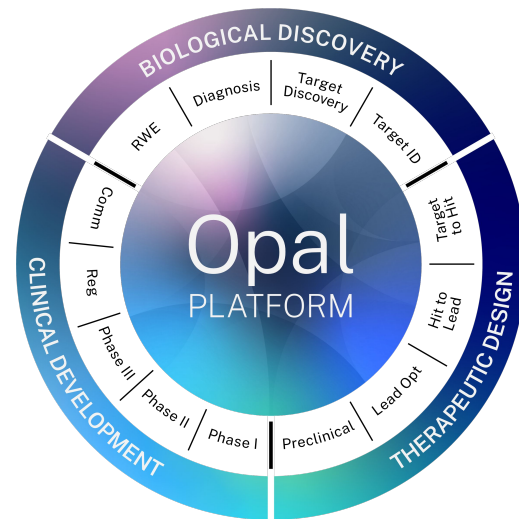 BIOLOGICAL DISCOVERY
RWE
Diagnosis
Target
Discovery
Target ID
THERAPEUTIC DESIGN
Target
to Hit
Hit to
Lead
Lead Opt
Preclinical
CLINICAL DEVELOPMENT
Phase I
Phase II
Phase III
Reg
Comm
Opal
PLATFORM